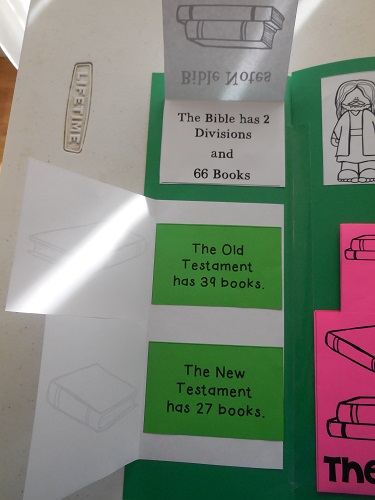 LIFETIME
Bible Notes
The Bible has 2
Divisions
and
66 Books
The Old
Testament
has 39 books.
The New
Testament
has 27 books.
The